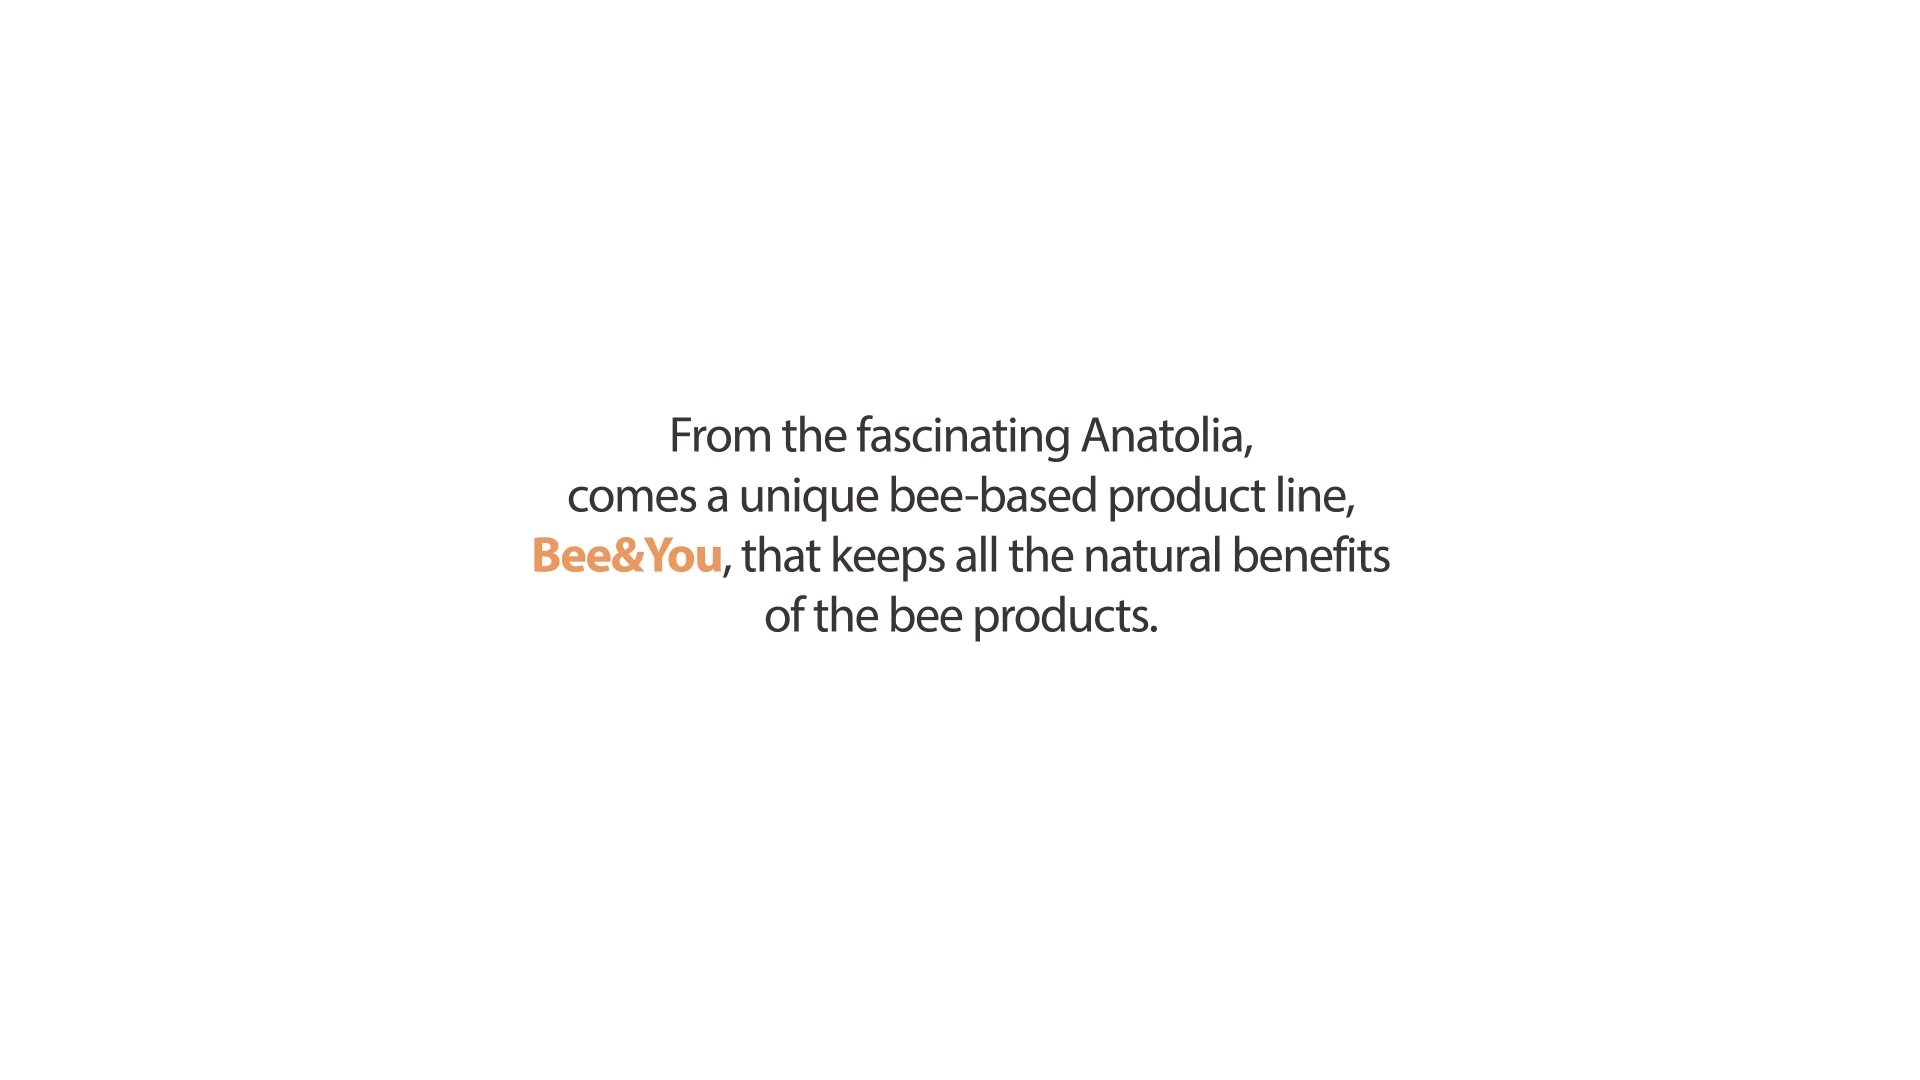 From the fascinating Anatolia,
comes a unique bee-based product line,
Bee&You, that keeps all the natural benefits
of the bee products.